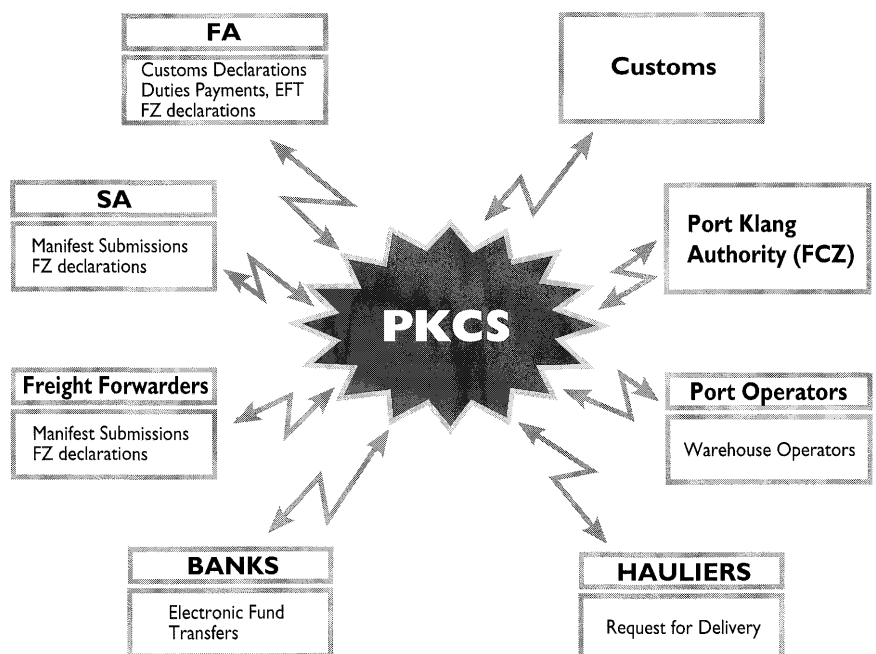 FA
Customs Declarations
Duties Payments, EFT
FZ declarations
Customs
SA
Manifest Submissions
FZ declarations
Port Klang
Authority (FCZ)
PKCS
Freight Forwarders
Manifest Submissions
FZ declarations
Port Operators
Warehouse Operators
BANKS
Electronic Fund
Transfers
HAULIERS
Request for Delivery